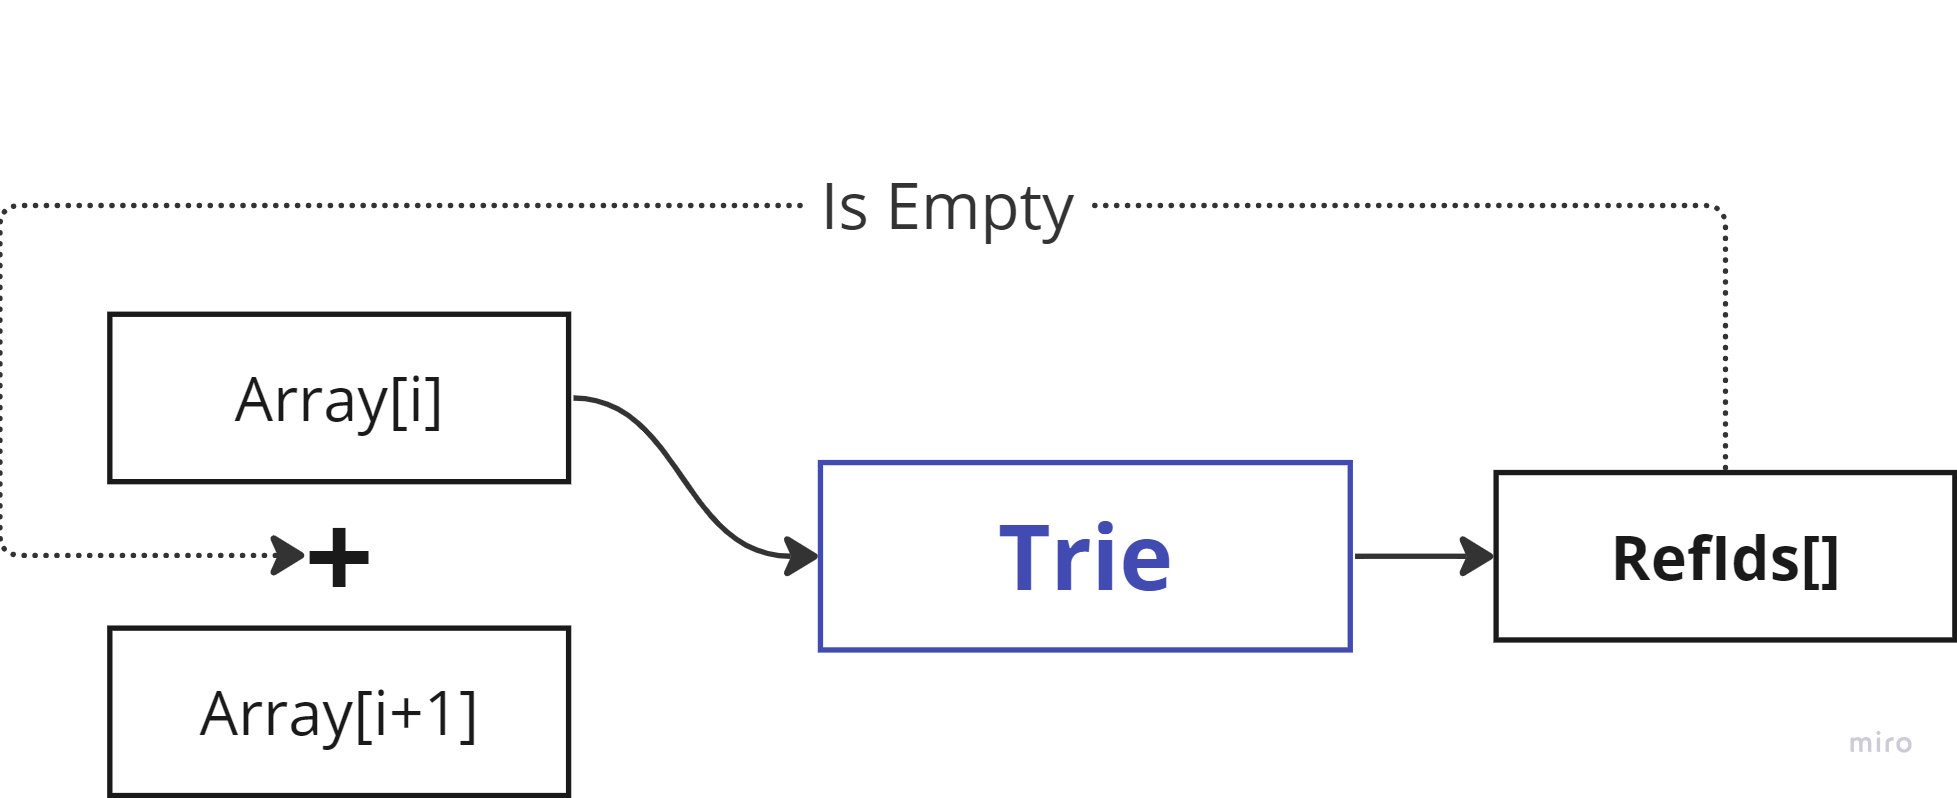 Is Empty
Array[i]
+
Array[i+1]
Trie
RefIds[]
miro